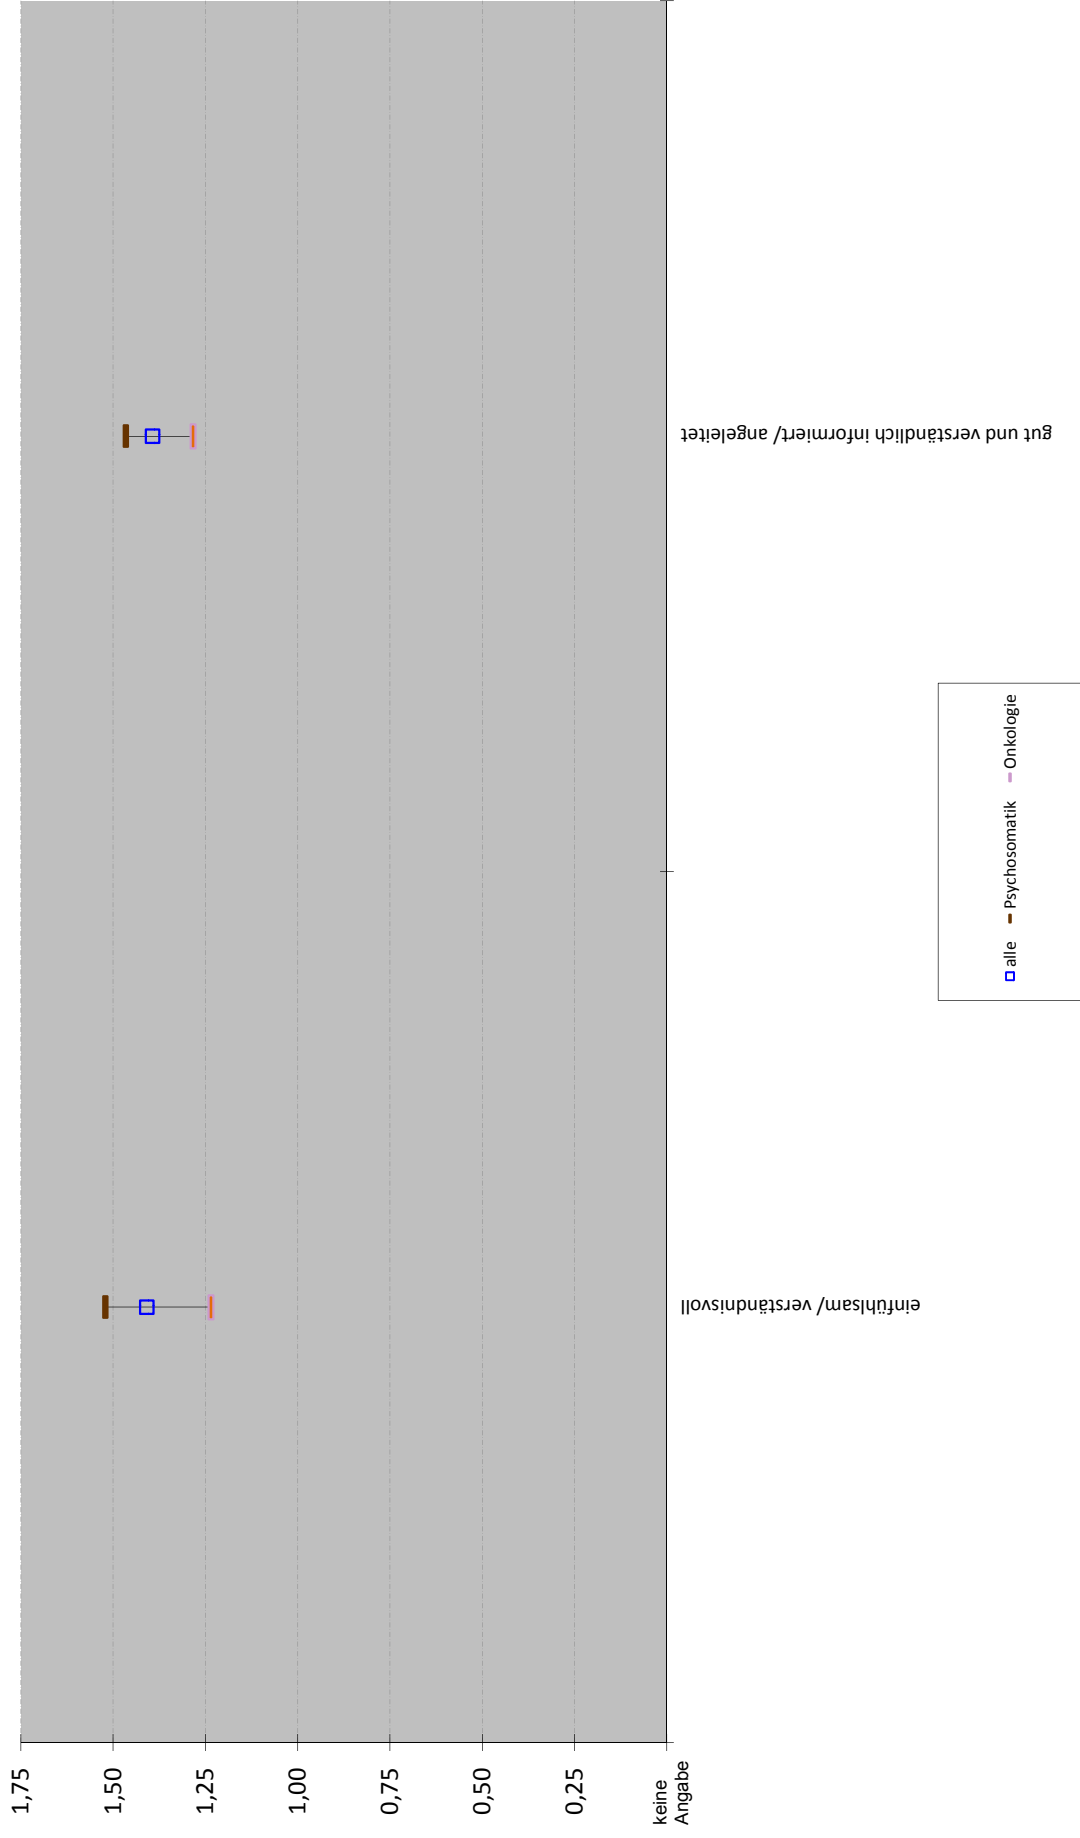 1,75
1,50
1,25
1,00
0,75
0,50
0,25
keine
Angabe
einfühlsam/ verständnisvoll
gut und verständlich informiert/ angeleitet
alle
Psychosomatik
Onkologie